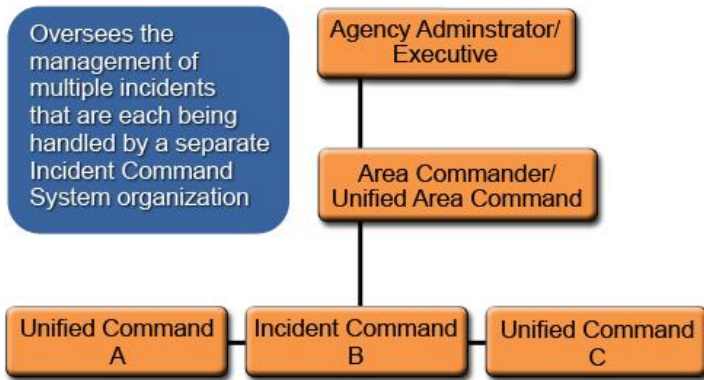 Oversees the
management of
multiple incidents
that are each being
handled by a separate
Incident Command
System organization
Agency Adminstrator/
Executive
Area Commander/
Unified Area Command
Unified Command
A
Incident Command
B
Unified Command
C